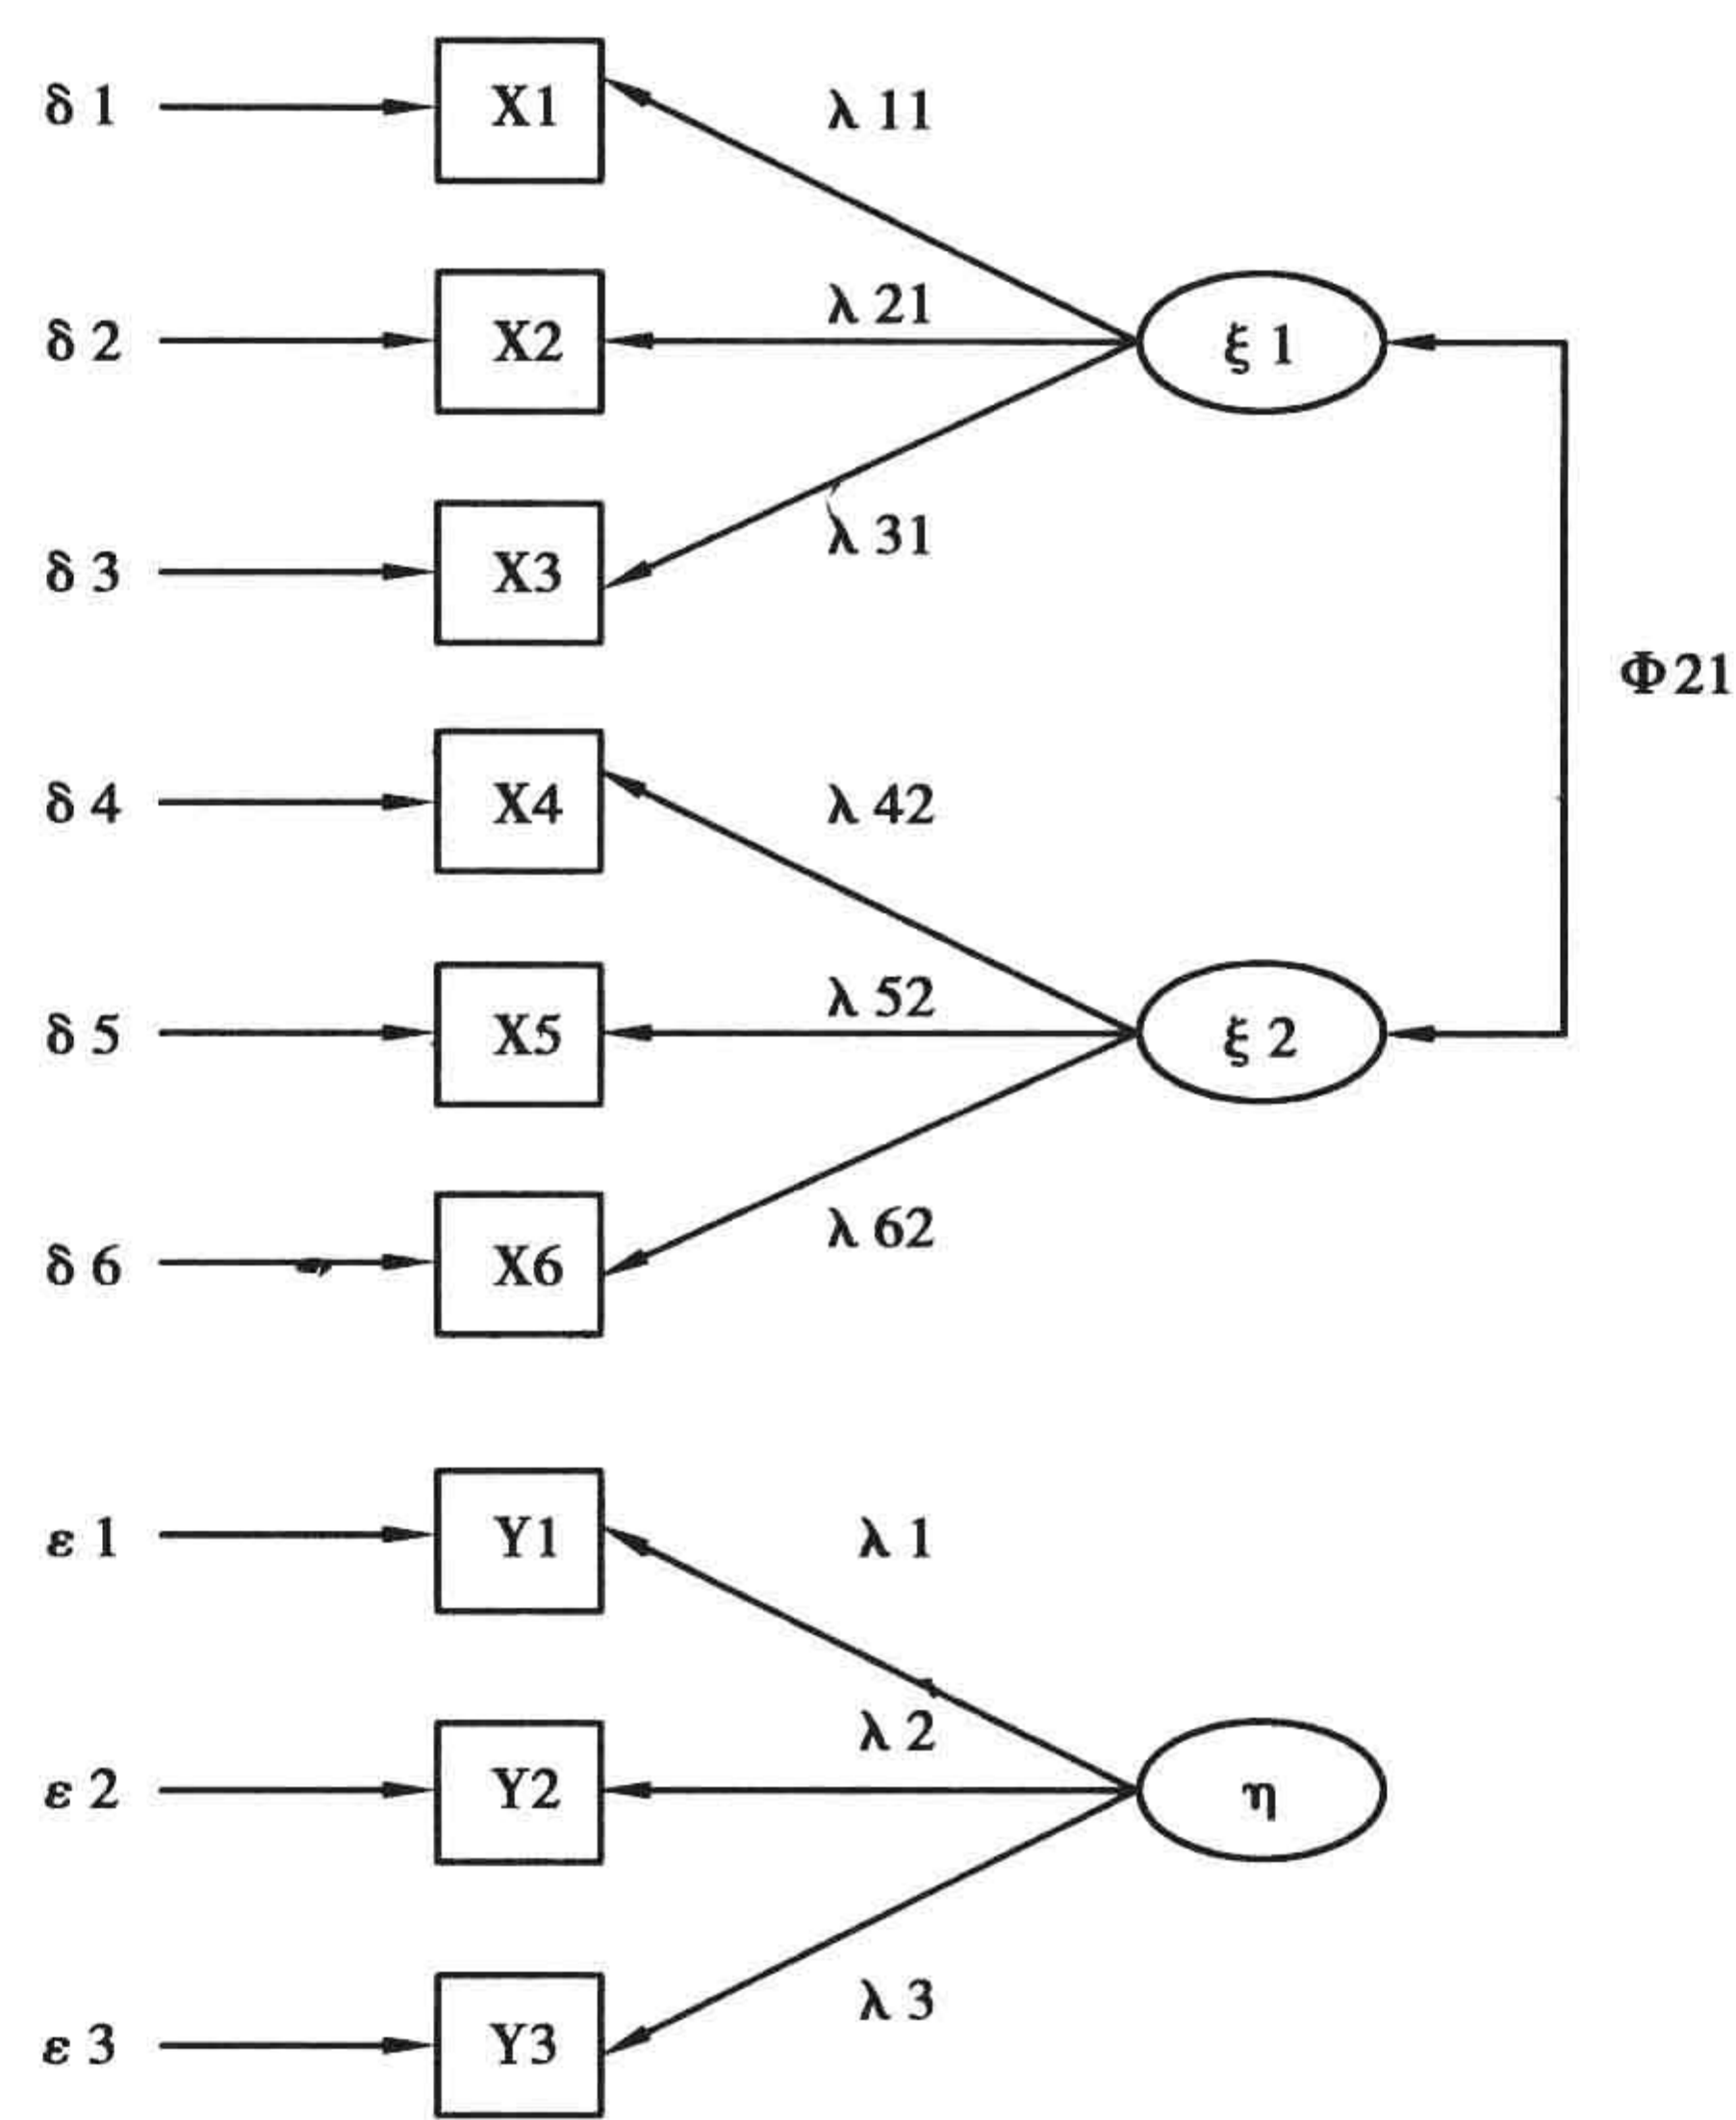 δ 1 X1 λ 11
δ 2 X2 λ 21 ξ 1
δ 3 X3 λ 31
Φ21
δ 4 X4 λ 42
δ 5 X5 λ 52 ξ 2
δ 6 X6 λ 62
ε 1 Y1 λ 1
λ 2
ε 2 Y2 η
λ 3
ε 3 Y3